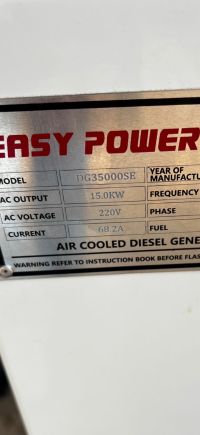 EASY POWER
MODEL DG35000SE YEAR OF MANUFACTU
AC OUTPUT 15.0KW FREQUENCY
AC VOLTAGE 220V PHASE
CURRENT 68.2A FUEL
AIR COOLED DIESEL GENE
WARNING REFER TO INSTRUCTION BOOK BEFORE FLAS